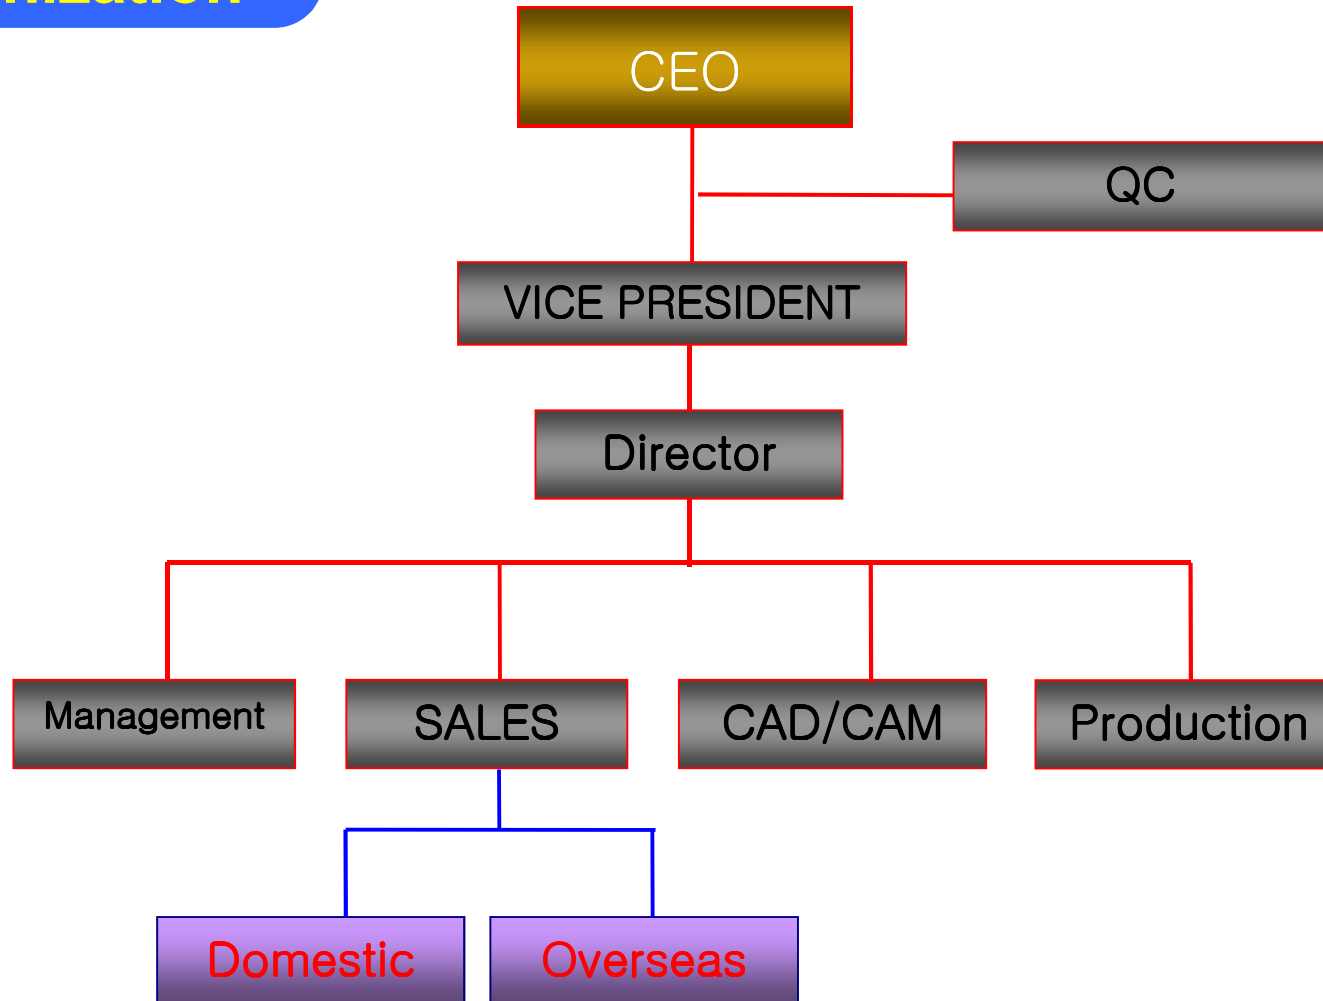 CEO
QC
VICE PRESIDENT
Director
Management
SALES
CAD/CAM
Production
Domestic
Overseas